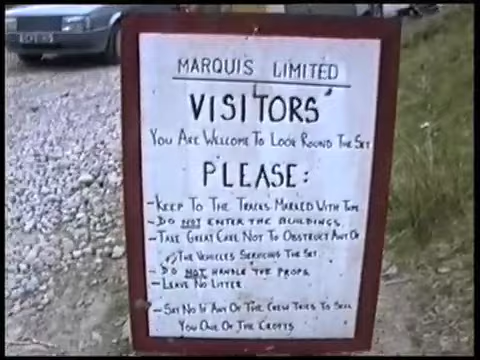 MARQUIS LIMITED
VISITORS
YOU ARE WELCOME TO LOOK ROUND THE SET
PLEASE:
- KEEP TO THE TRACKS MARKED WITH TAPE
- DO NOT ENTER THE BUILDINGS
- TAKE GREAT CARE NOT TO OBSTRUCT ANY OF
THE VEHICLES SERVICING THE SET
- DO NOT HANDLE THE PROPS
- LEAVE NO LITTER
- SAY NO IF ANY OF THE CREW TRIES TO SELL
YOU ONE OF THE CROFTS